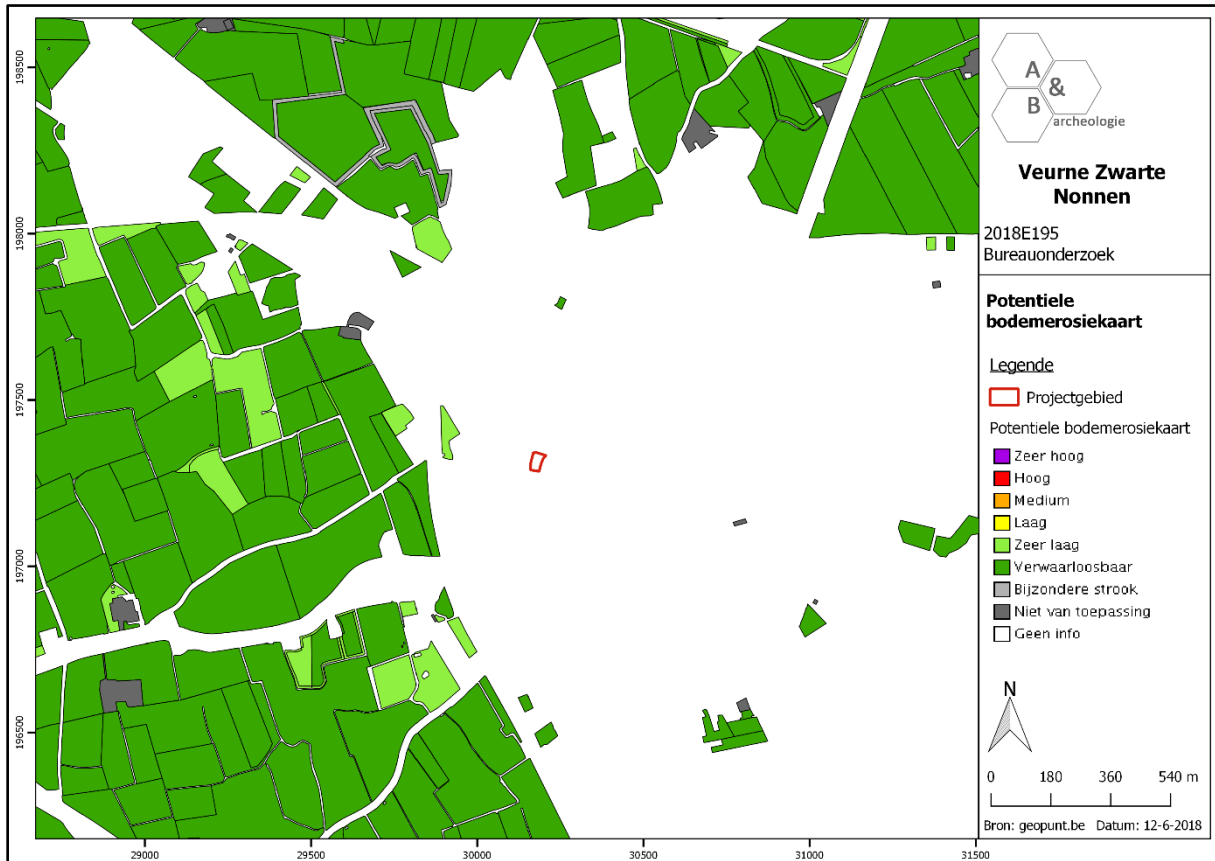 A
&
B
archeologie
Veurne Zwarte
Nonnen
2018E195
Bureauonderzoek
Potentiele
bodemerosiekaart
Legende
Projectgebied
Potentiele bodemerosiekaart
Zeer hoog
Hoog
Medium
Laag
Zeer laag
Verwaarloosbaar
Bijzondere strook
Niet van toepassing
Geen info
N
0 180 360 540 m
Bron: geopunt.be Datum: 12-6-2018
198500
198000
197500
197000
196500
29000 29500 30000 30500 31000 31500